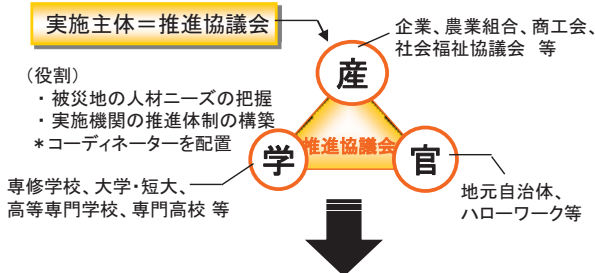 実施主体＝推進協議会
企業、農業組合、商工会、
社会福祉協議会 等
産
（役割）
・被災地の人材ニーズの把握
・実施機関の推進体制の構築
＊コーディネーターを配置
推進協議会
学
官
専修学校、大学・短大、
高等専門学校、専門高校 等
地元自治体、
ハローワーク等